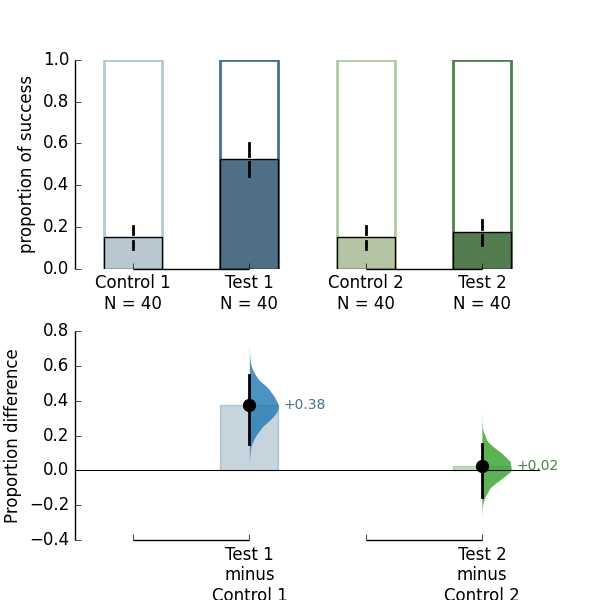 proportion of success
1.0
0.8
0.6
0.4
0.2
0.0
Control 1
N = 40
Test 1
N = 40
Control 2
N = 40
Test 2
N = 40
Proportion difference
0.8
0.6
0.4
0.2
0.0
−0.2
−0.4
+0.38
+0.02
Test 1
minus
Control 1
Test 2
minus
Control 2